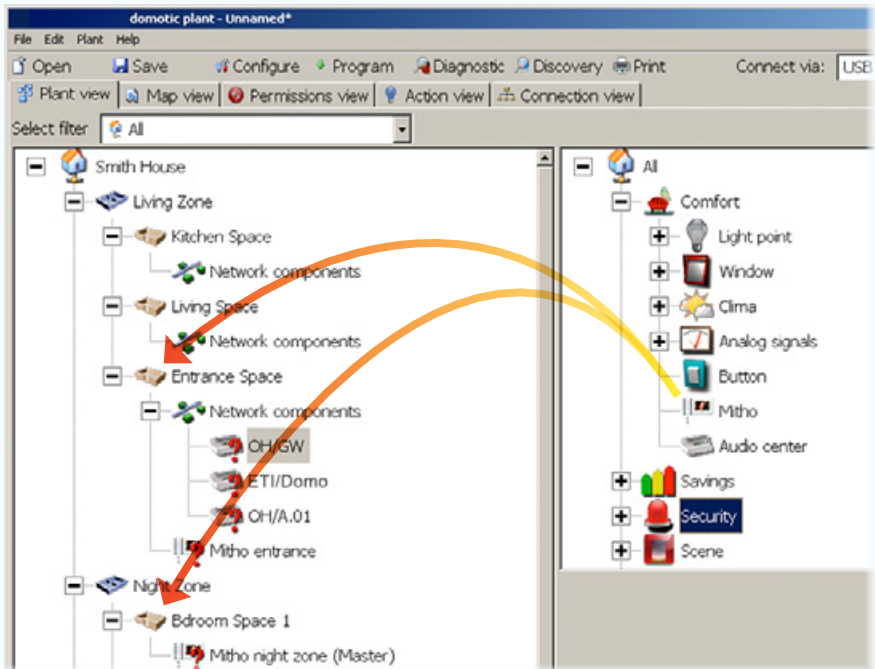 domotic plant - Unnamed*
File Edit Plant Help
Open Save Configure Program Diagnostic Discovery Print Connect via: USB
Plant view Map view Permissions view Action view Connection view
Select filter All
Smith House
Living Zone
Kitchen Space
Network components
Living Space
Network components
Entrance Space
Network components
OH/GW
ETI/Domo
OH/A.01
Mitho entrance
Night Zone
Bdroom Space 1
Mitho night zone (Master)
All
Comfort
Light point
Window
Clima
Analog signals
Button
Mitho
Audio center
Savings
Security
Scene